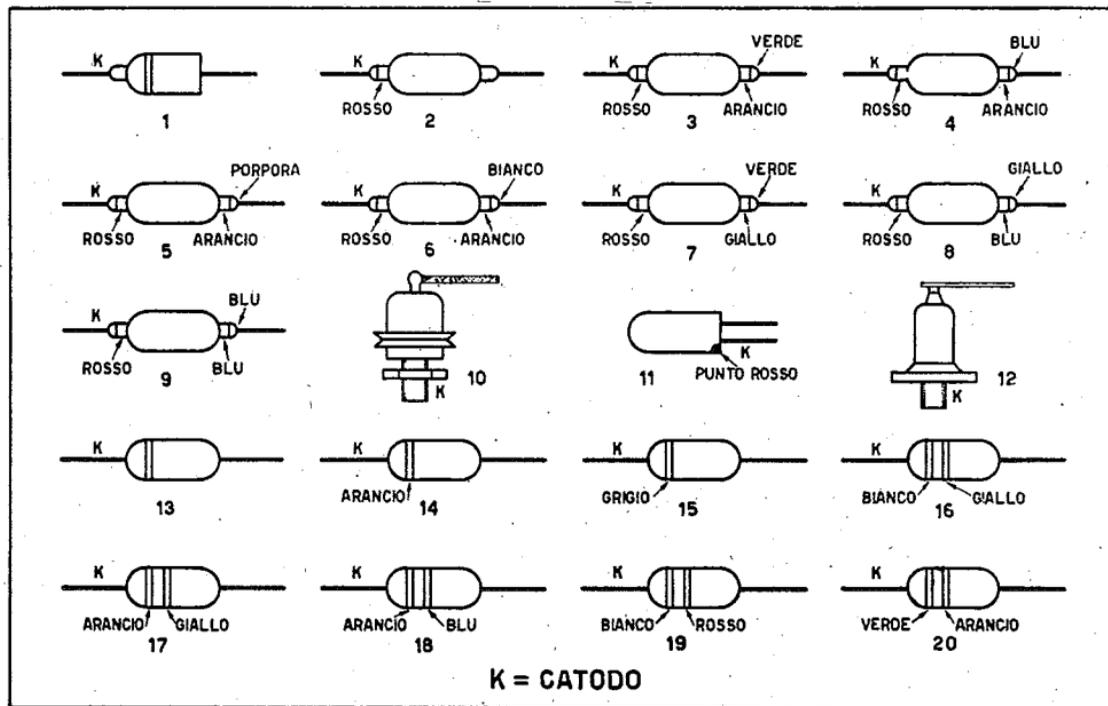 K
1
K
ROSSO
2
K
VERDE
ROSSO
ARANCIO
3
K
BLU
ROSSO
ARANCIO
4
K
PORPORA
ROSSO
ARANCIO
5
K
BIANCO
ROSSO
ARANCIO
6
K
VERDE
ROSSO
GIALLO
7
K
GIALLO
ROSSO
BLU
8
K
BLU
ROSSO
BLU
9
10
K
11
K
PUNTO ROSSO
12
K
K
13
K
ARANCIO
14
K
GRIGIO
15
K
BIANCO
GIALLO
16
K
ARANCIO
GIALLO
17
K
ARANCIO
BLU
18
K
BIANCO
ROSSO
19
K
VERDE
ARANCIO
20
K = CATODO